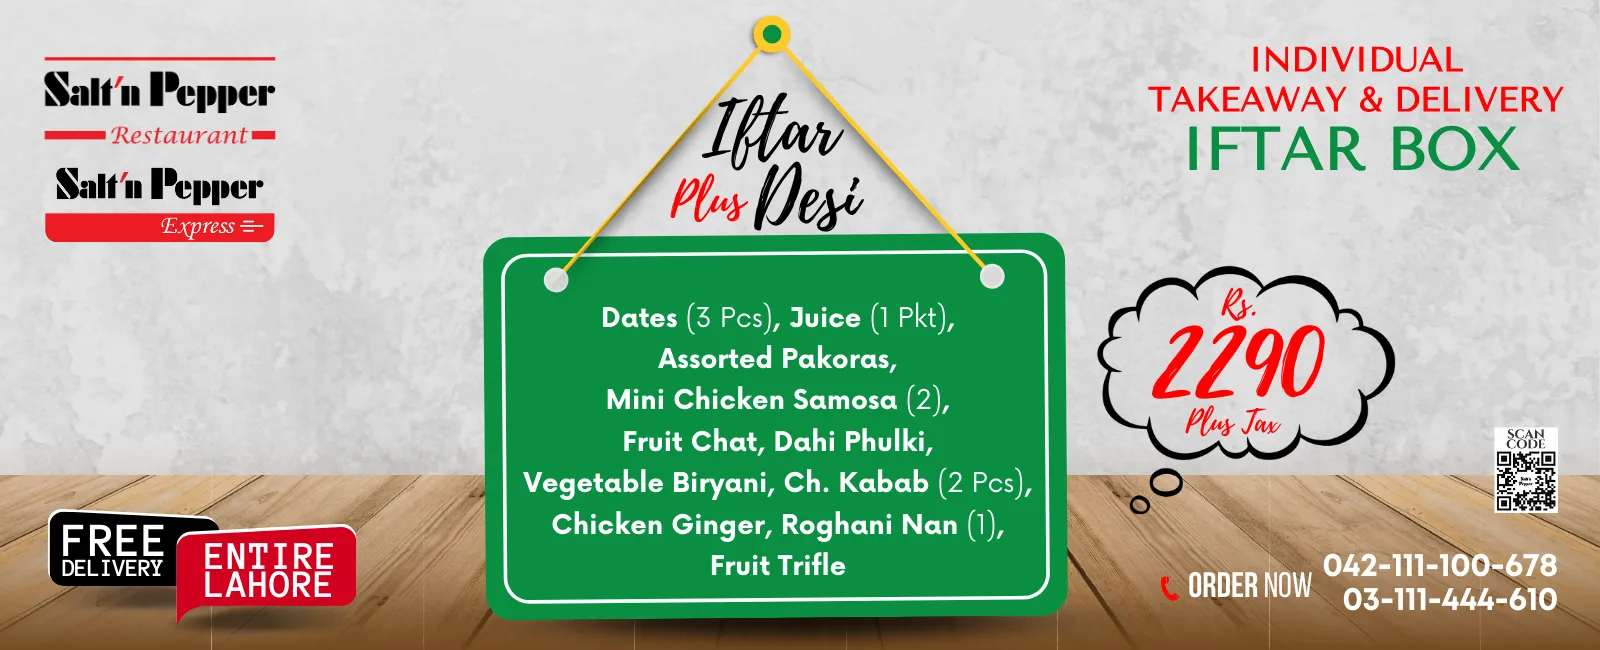 Salt'n Pepper
Restaurant
Salt'n Pepper
Express
Iftar
Plus Desi
INDIVIDUAL
TAKEAWAY & DELIVERY
IFTAR BOX
Dates (3 Pcs), Juice (1 Pkt),
Assorted Pakoras,
Mini Chicken Samosa (2),
Fruit Chat, Dahi Phulki,
Vegetable Biryani, Ch. Kabab (2 Pcs),
Chicken Ginger, Roghani Nan (1),
Fruit Trifle
Rs.
2290
Plus Tax
SCAN
CODE
Salt'n
Pepper
FREE
DELIVERY
ENTIRE
LAHORE
ORDER NOW
042-111-100-678
03-111-444-610